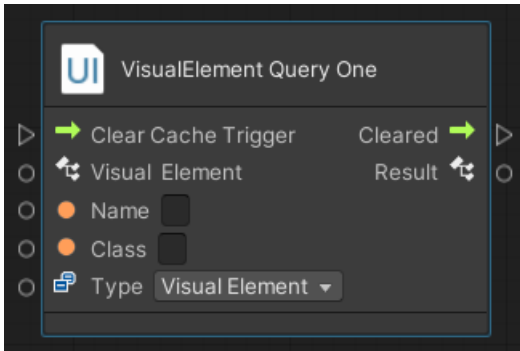 UI VisualElement Query One
Clear Cache Trigger Cleared
Visual Element Result
Name
Class
Type Visual Element